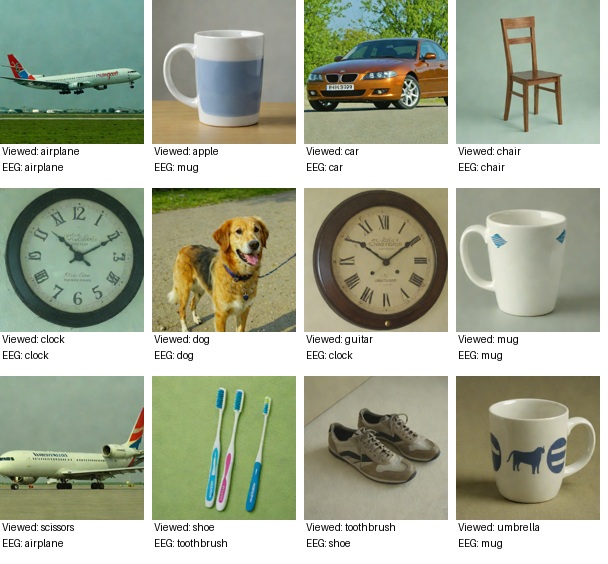 Viewed: airplane
EEG: airplane
Viewed: apple
EEG: mug
Viewed: car
EEG: car
Viewed: chair
EEG: chair
Viewed: clock
EEG: clock
Viewed: dog
EEG: dog
Viewed: guitar
EEG: clock
Viewed: mug
EEG: mug
Viewed: scissors
EEG: airplane
Viewed: shoe
EEG: toothbrush
Viewed: toothbrush
EEG: shoe
Viewed: umbrella
EEG: mug